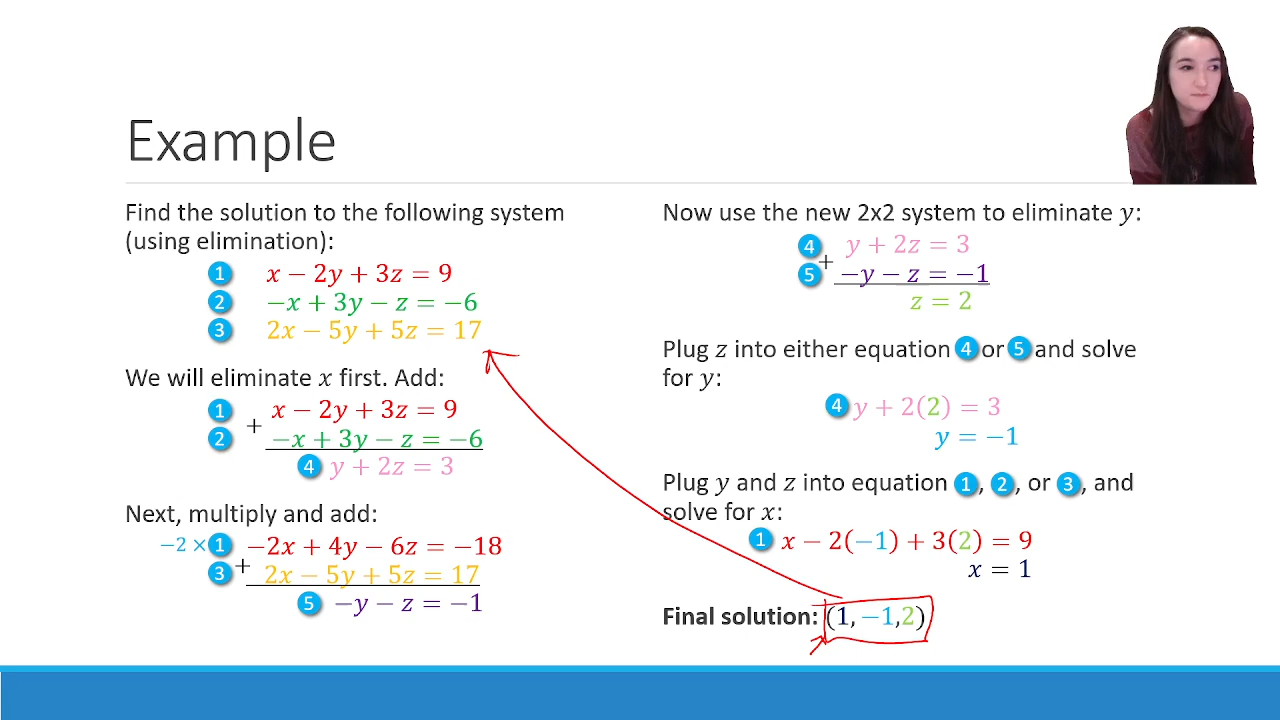 Example
Find the solution to the following system
(using elimination):
1 x − 2y + 3z = 9
2 −x + 3y − z = −6
3 2x − 5y + 5z = 17
We will eliminate x first. Add:
1 x − 2y + 3z = 9
+
2 −x + 3y − z = −6
4 y + 2z = 3
Next, multiply and add:
−2 × 1 −2x + 4y − 6z = −18
+
3 2x − 5y + 5z = 17
5 −y − z = −1
Now use the new 2x2 system to eliminate y:
4 y + 2z = 3
+
5 −y − z = −1
z = 2
Plug z into either equation 4 or 5 and solve
for y:
4 y + 2(2) = 3
y = −1
Plug y and z into equation 1, 2, or 3, and
solve for x:
1 x − 2(−1) + 3(2) = 9
x = 1
Final solution: (1, −1,2)